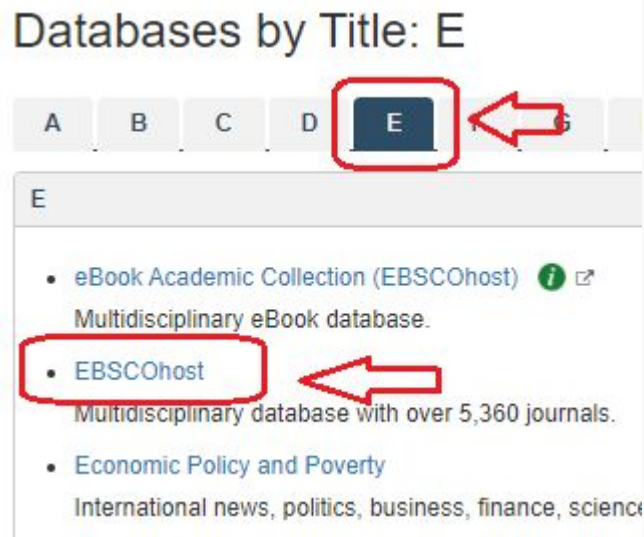 Databases by Title: E
A B C D E G
E
eBook Academic Collection (EBSCOhost)
Multidisciplinary eBook database.
EBSCOhost
Multidisciplinary database with over 5,360 journals.
Economic Policy and Poverty
International news, politics, business, finance, science